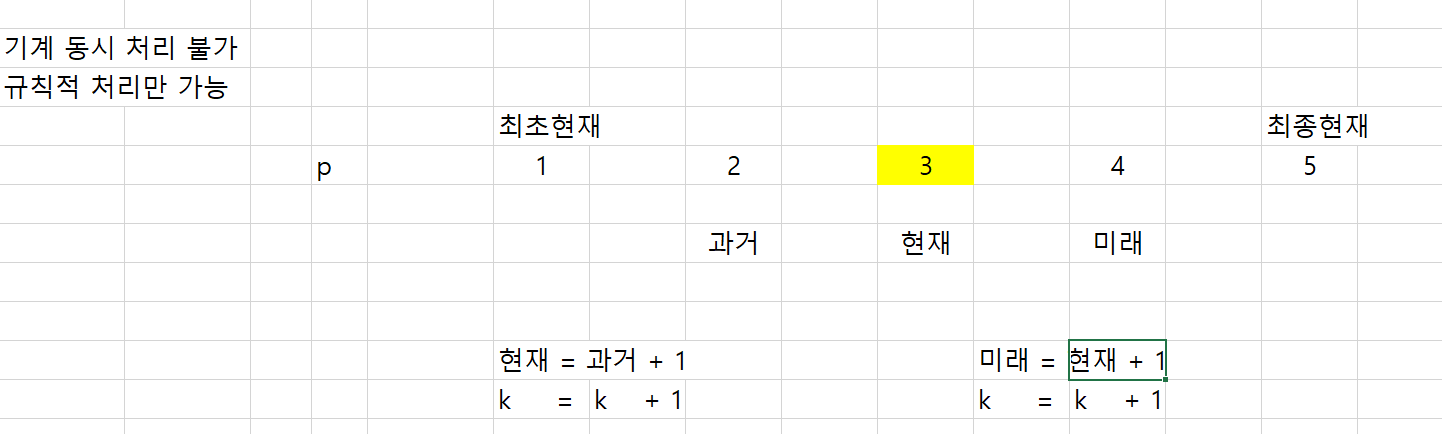 기계 동시 처리 불가
규칙적 처리만 가능
최초현재 최종현재
p 1 2 3 4 5
과거 현재 미래
현재 = 과거 + 1 미래 = 현재 + 1
k = k + 1 k = k + 1